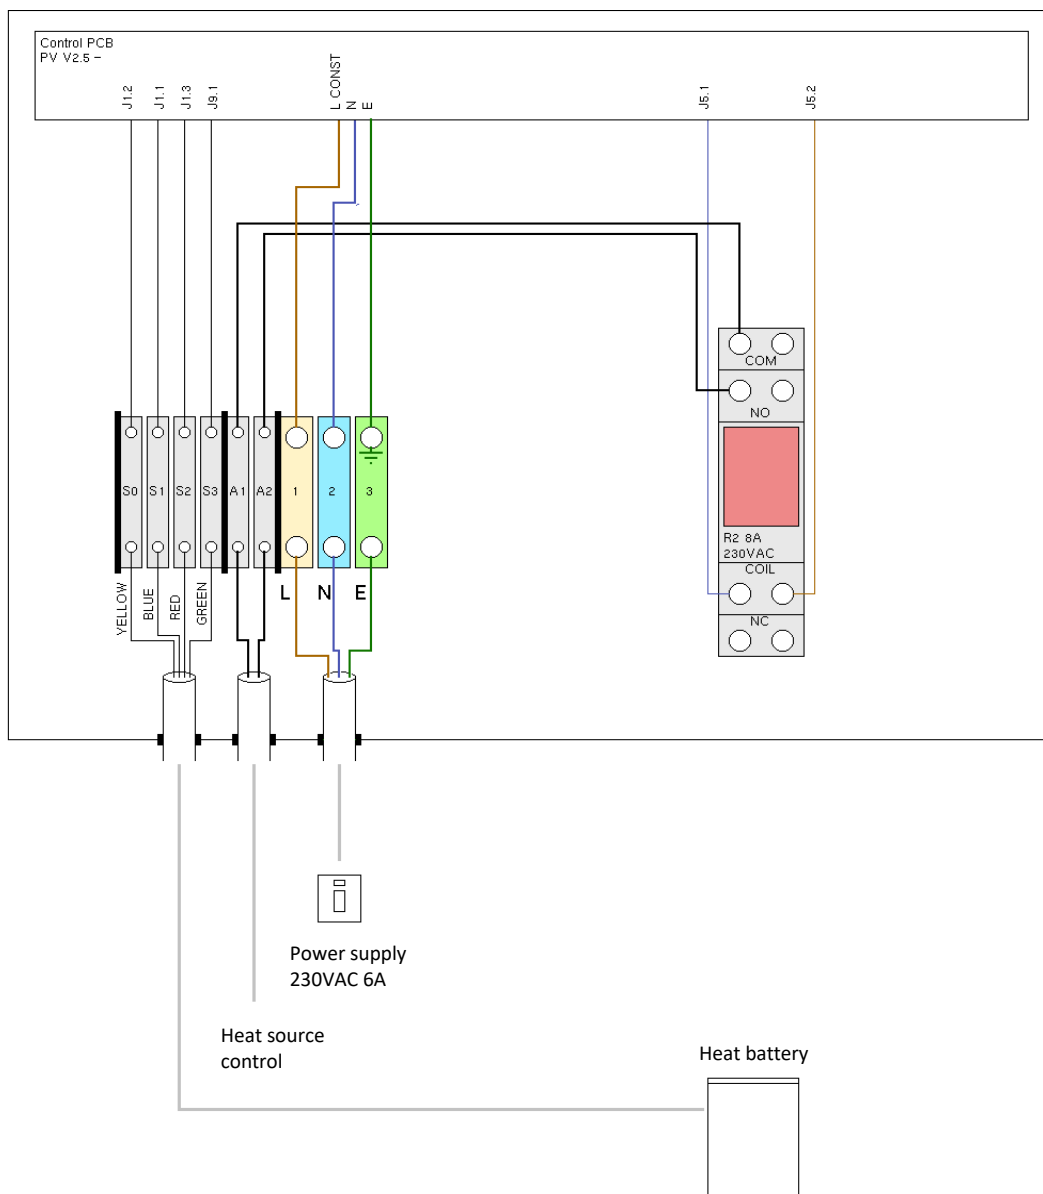 Control PCB
PV V2.5 -
J1.2
J1.1
J1.3
J9.1
L CONST
N
E
J5.1
J5.2
COM
NO
R2 8A
230VAC
COIL
NC
S0
S1
S2
S3
A1
A2
1
2
3
YELLOW
BLUE
RED
GREEN
L
N
E
Power supply
230VAC 6A
Heat source
control
Heat battery